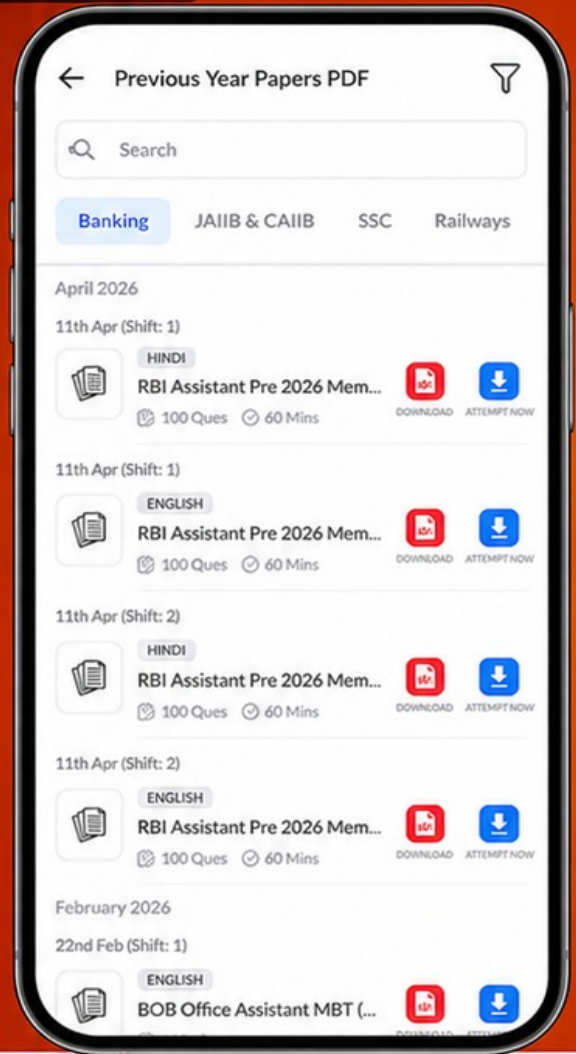 Previous Year Papers PDF
Search
Banking JAIIB & CAIIB SSC Railways
April 2026
11th Apr (Shift: 1)
HINDI
RBI Assistant Pre 2026 Mem...
100 Ques 60 Mins
DOWNLOAD ATTEMPT NOW
11th Apr (Shift: 1)
ENGLISH
RBI Assistant Pre 2026 Mem...
100 Ques 60 Mins
DOWNLOAD ATTEMPT NOW
11th Apr (Shift: 2)
HINDI
RBI Assistant Pre 2026 Mem...
100 Ques 60 Mins
DOWNLOAD ATTEMPT NOW
11th Apr (Shift: 2)
ENGLISH
RBI Assistant Pre 2026 Mem...
100 Ques 60 Mins
DOWNLOAD ATTEMPT NOW
February 2026
22nd Feb (Shift: 1)
ENGLISH
BOB Office Assistant MBT (...